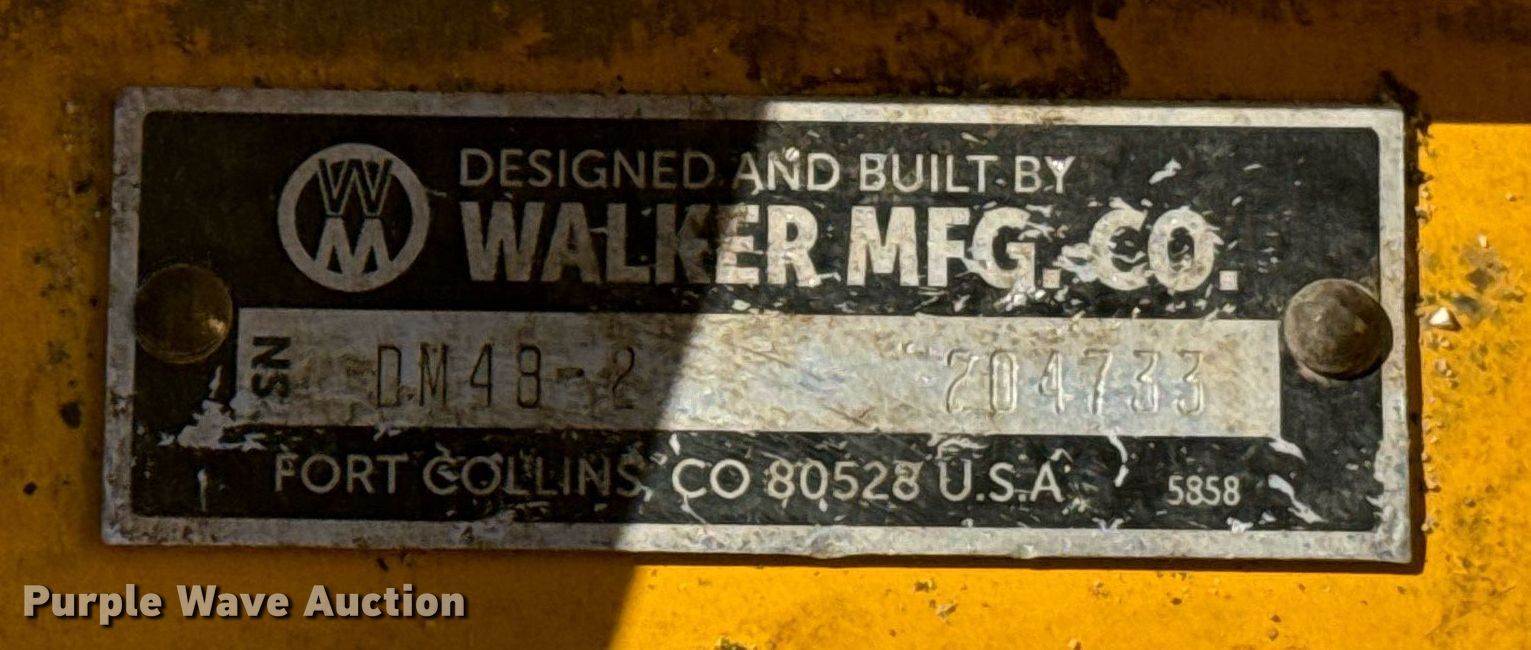 WM
DESIGNED AND BUILT BY
WALKER MFG. CO.
SN DM48-2 204733
FORT COLLINS, CO 80528 U.S.A 5858
Purple Wave Auction